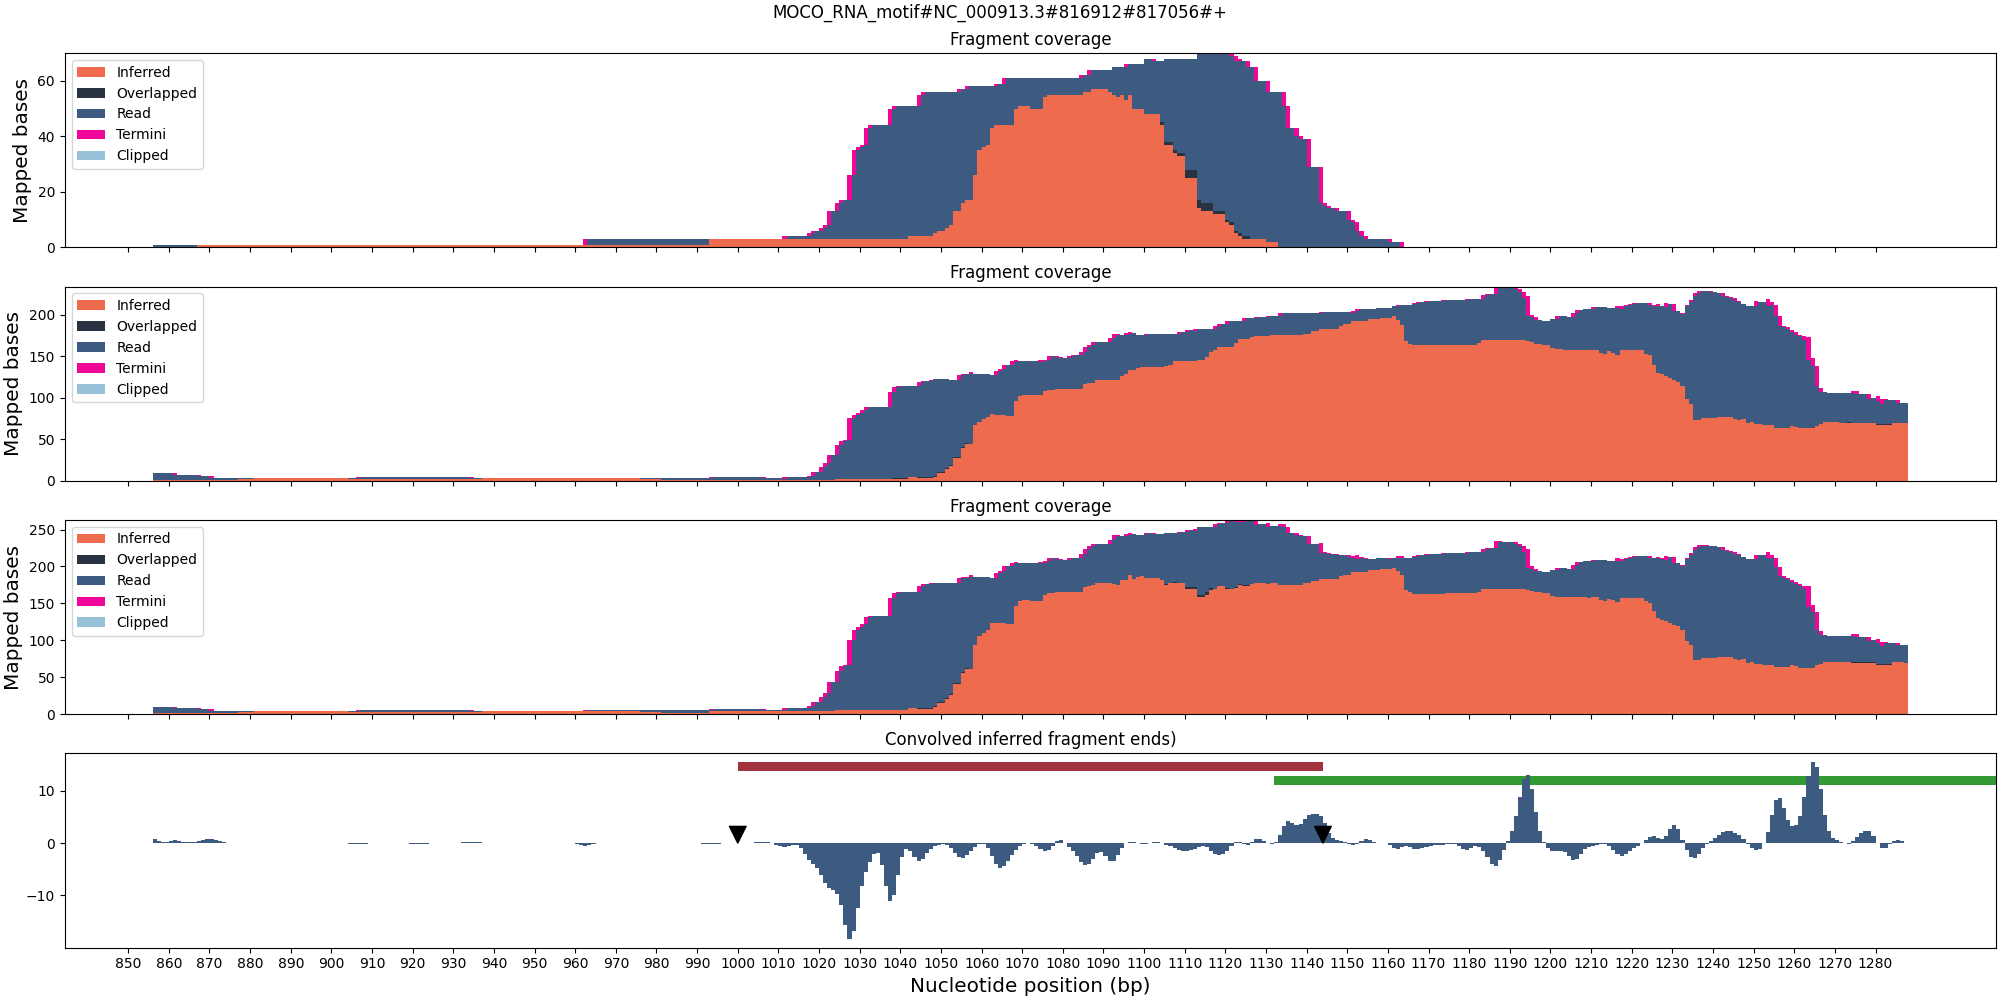 MOCO_RNA_motif#NC_000913.3#816912#817056#+
Fragment coverage
Mapped bases
60
40
20
0
Inferred
Overlapped
Read
Termini
Clipped
Fragment coverage
Mapped bases
200
150
100
50
0
Inferred
Overlapped
Read
Termini
Clipped
Fragment coverage
Mapped bases
250
200
150
100
50
0
Inferred
Overlapped
Read
Termini
Clipped
Convolved inferred fragment ends)
10
0
−10
850 860 870 880 890 900 910 920 930 940 950 960 970 980 990 1000 1010 1020 1030 1040 1050 1060 1070 1080 1090 1100 1110 1120 1130 1140 1150 1160 1170 1180 1190 1200 1210 1220 1230 1240 1250 1260 1270 1280
Nucleotide position (bp)